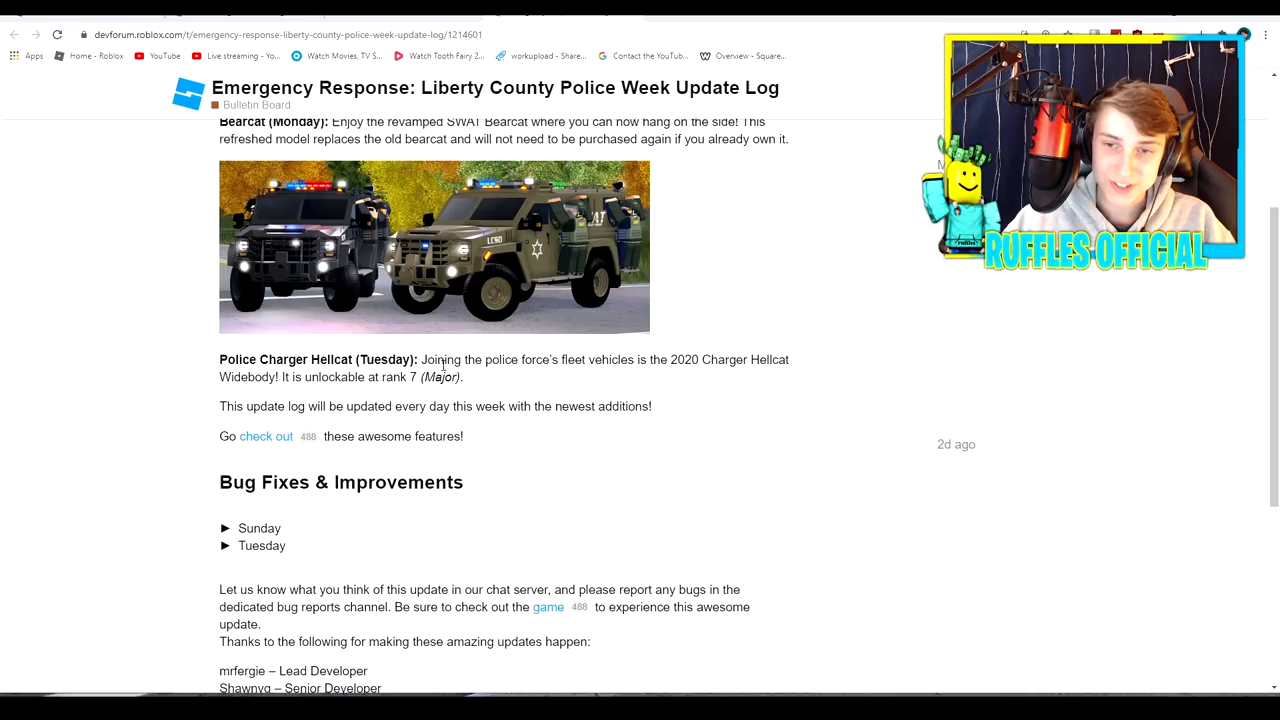 devforum.roblox.com/t/emergency-response-liberty-county-police-week-update-log/1214601
Apps Home - Roblox YouTube Live streaming - Yo... Watch Movies, TV S... Watch Tooth Fairy 2... workupload - Share... Contact the YouTub... Overview - Square...
Emergency Response: Liberty County Police Week Update Log
Bulletin Board
Bearcat (Monday): Enjoy the revamped SWAT Bearcat where you can now hang on the side! This
refreshed model replaces the old bearcat and will not need to be purchased again if you already own it.
LCSO
RUFFLES OFFICIAL
Police Charger Hellcat (Tuesday): Joining the police force's fleet vehicles is the 2020 Charger Hellcat
Widebody! It is unlockable at rank 7 (Major).
This update log will be updated every day this week with the newest additions!
Go check out 488 these awesome features!
2d ago
Bug Fixes & Improvements
► Sunday
► Tuesday
Let us know what you think of this update in our chat server, and please report any bugs in the
dedicated bug reports channel. Be sure to check out the game 488 to experience this awesome
update.
Thanks to the following for making these amazing updates happen:
mrfergie – Lead Developer
Shawnyg – Senior Developer